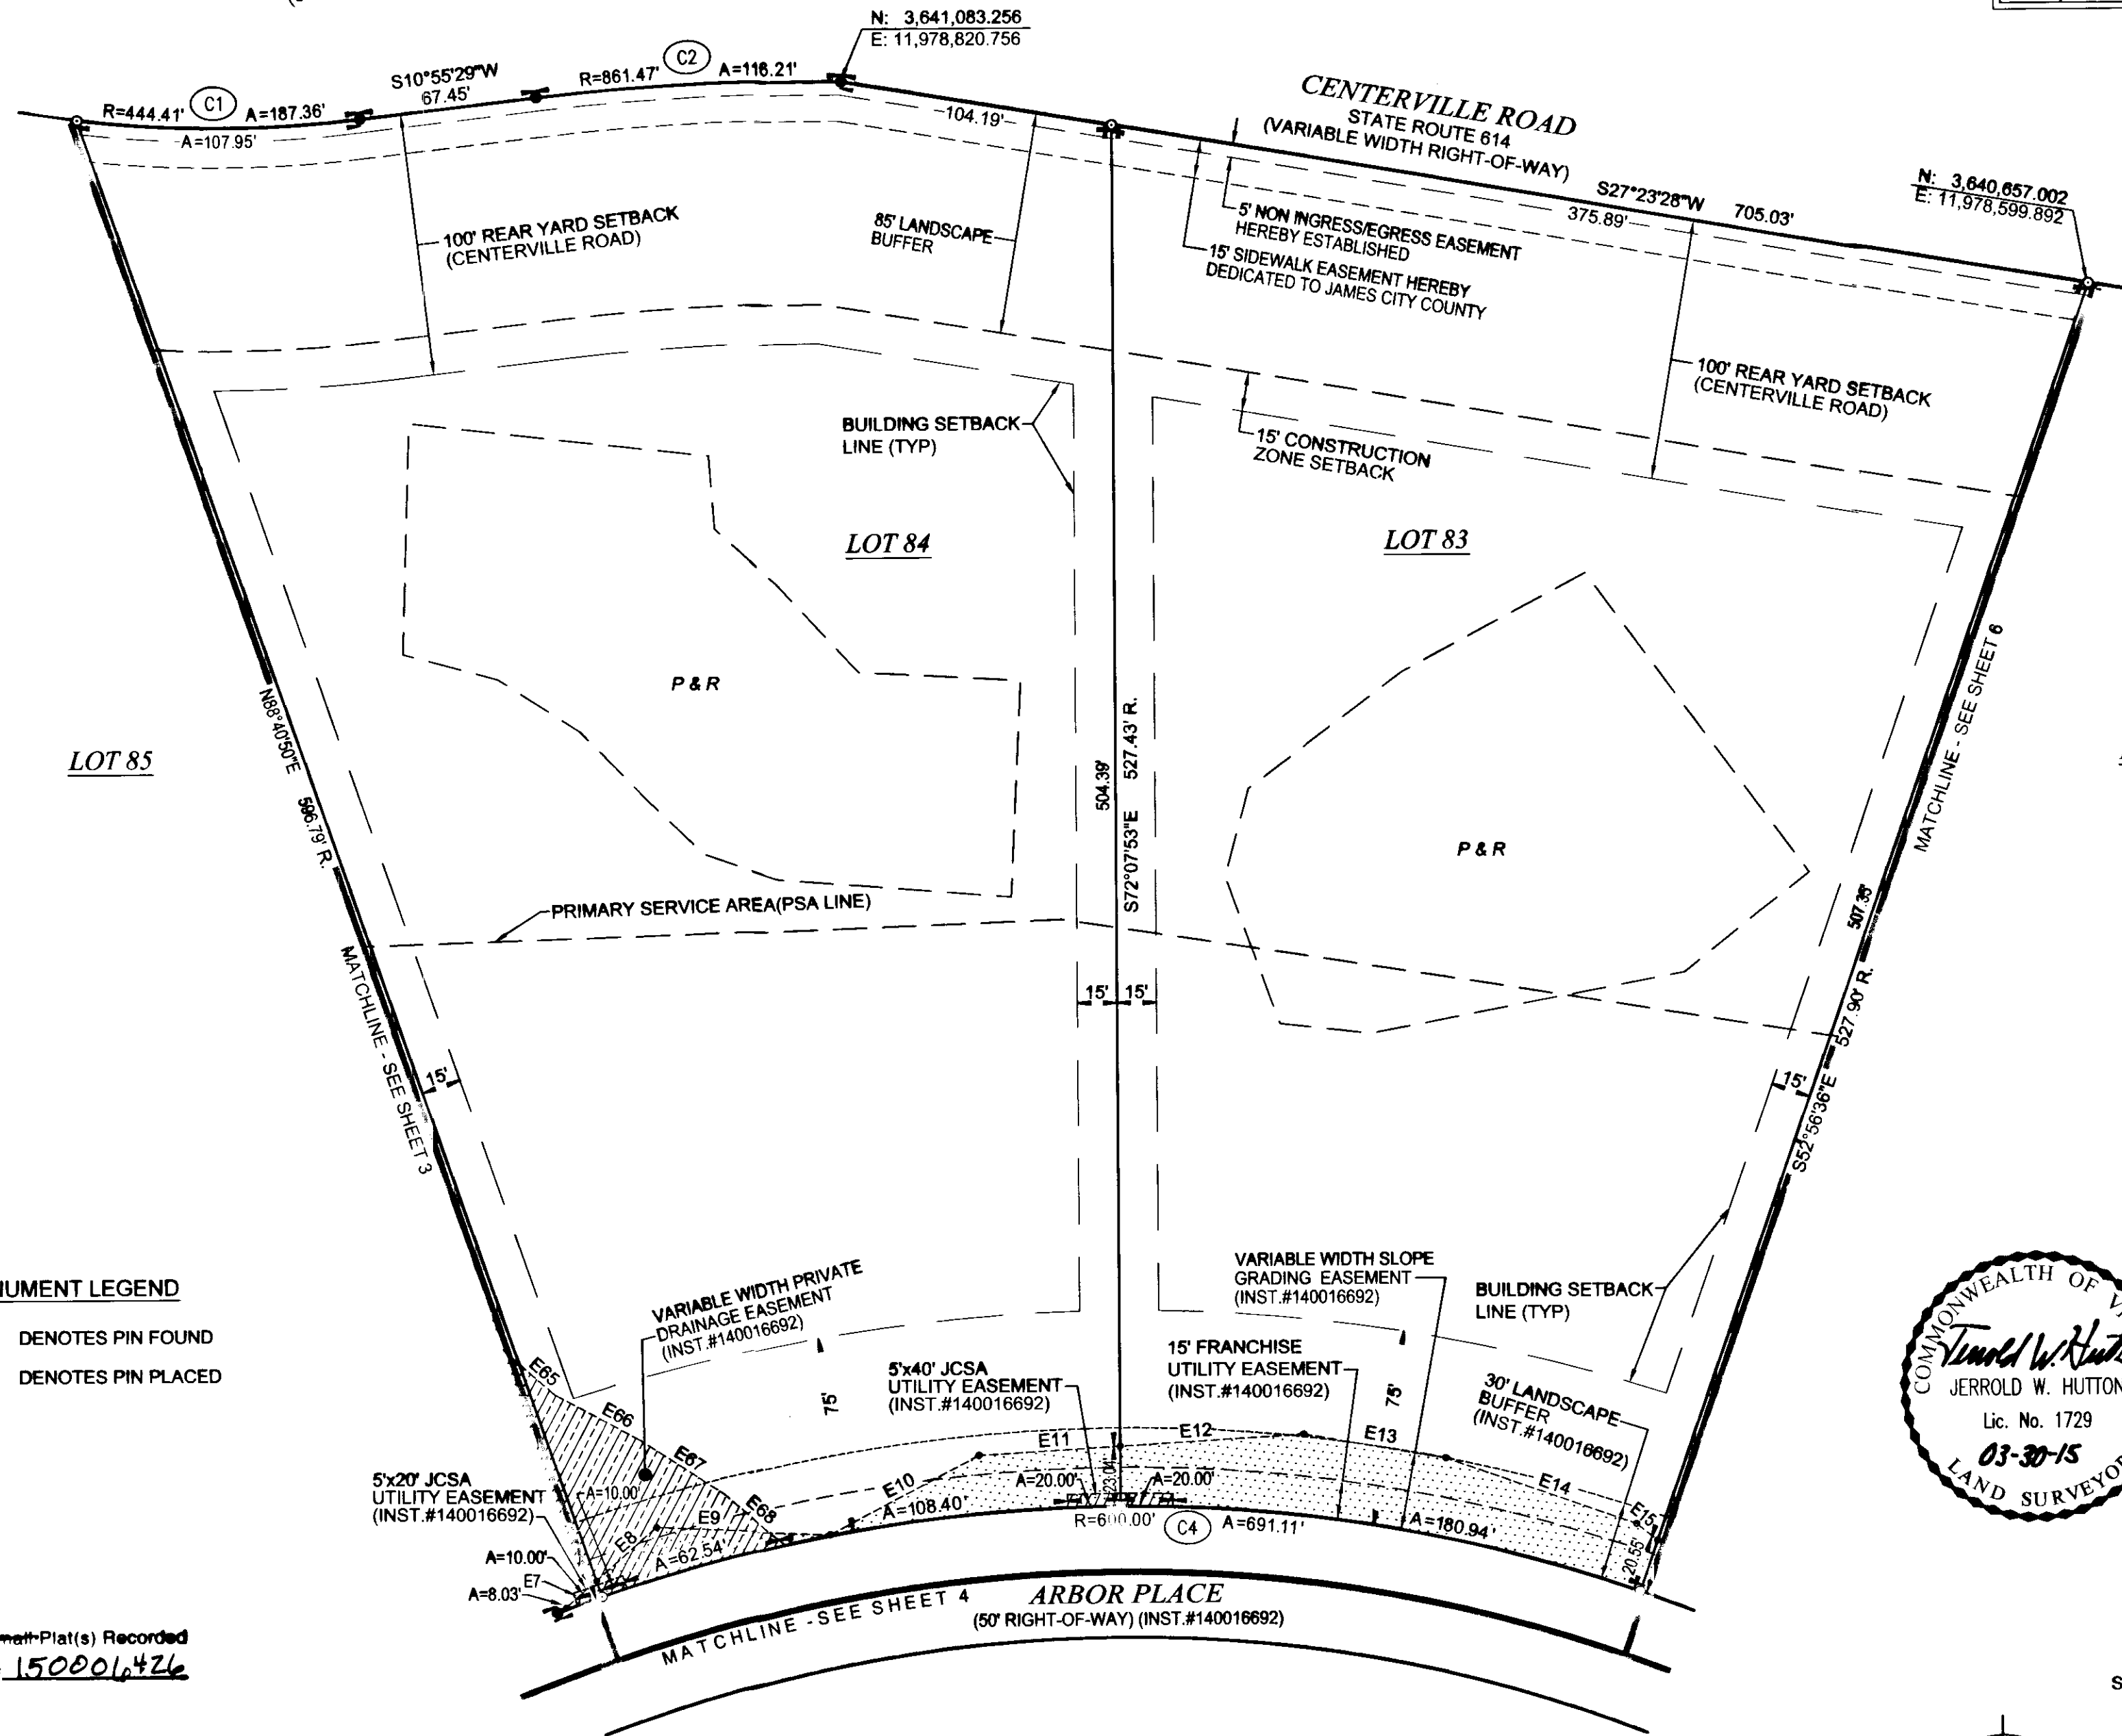 N: 3,641,083.256
E: 11,978,820.756
R=444.41' C1 A=187.36'
A=107.95'
S10°55'29"W
67.45'
R=861.47' C2 A=116.21'
104.19'
CENTERVILLE ROAD
STATE ROUTE 614
(VARIABLE WIDTH RIGHT-OF-WAY)
S27°23'28"W 705.03'
375.89'
N: 3,640,657.002
E: 11,978,599.892
100' REAR YARD SETBACK
(CENTERVILLE ROAD)
85' LANDSCAPE
BUFFER
5' NON INGRESS/EGRESS EASEMENT
HEREBY ESTABLISHED
15' SIDEWALK EASEMENT HEREBY
DEDICATED TO JAMES CITY COUNTY
100' REAR YARD SETBACK
(CENTERVILLE ROAD)
BUILDING SETBACK
LINE (TYP)
15' CONSTRUCTION
ZONE SETBACK
LOT 84
LOT 83
LOT 85
P & R
P & R
N88°40'50"E 596.79' R.
MATCHLINE - SEE SHEET 3
504.39'
S72°07'53"E 527.43' R.
MATCHLINE - SEE SHEET 6
507.35'
S52°56'36"E 527.90' R.
PRIMARY SERVICE AREA(PSA LINE)
15' 15'
15'
15'
UMENT LEGEND
DENOTES PIN FOUND
DENOTES PIN PLACED
VARIABLE WIDTH PRIVATE
DRAINAGE EASEMENT
(INST.#140016692)
VARIABLE WIDTH SLOPE
GRADING EASEMENT
(INST.#140016692)
BUILDING SETBACK
LINE (TYP)
5'x40' JCSA
UTILITY EASEMENT
(INST.#140016692)
15' FRANCHISE
UTILITY EASEMENT
(INST.#140016692)
30' LANDSCAPE
BUFFER
(INST.#140016692)
75'
75'
5'x20' JCSA
UTILITY EASEMENT
(INST.#140016692)
E65
E66
E67
E68
E7
E8
E9
E10
E11
E12
E13
E14
E15
A=10.00'
A=10.00'
A=8.03'
A=62.54'
A=108.40'
A=20.00'
23.04'
A=20.00'
R=600.00' C4 A=691.11'
A=180.94'
20.55'
MATCHLINE - SEE SHEET 4
ARBOR PLACE
(50' RIGHT-OF-WAY) (INST.#140016692)
COMMONWEALTH OF
Jerrold W. Hutt
JERROLD W. HUTTON
Lic. No. 1729
03-30-15
LAND SURVEYOR
Plat(s) Recorded